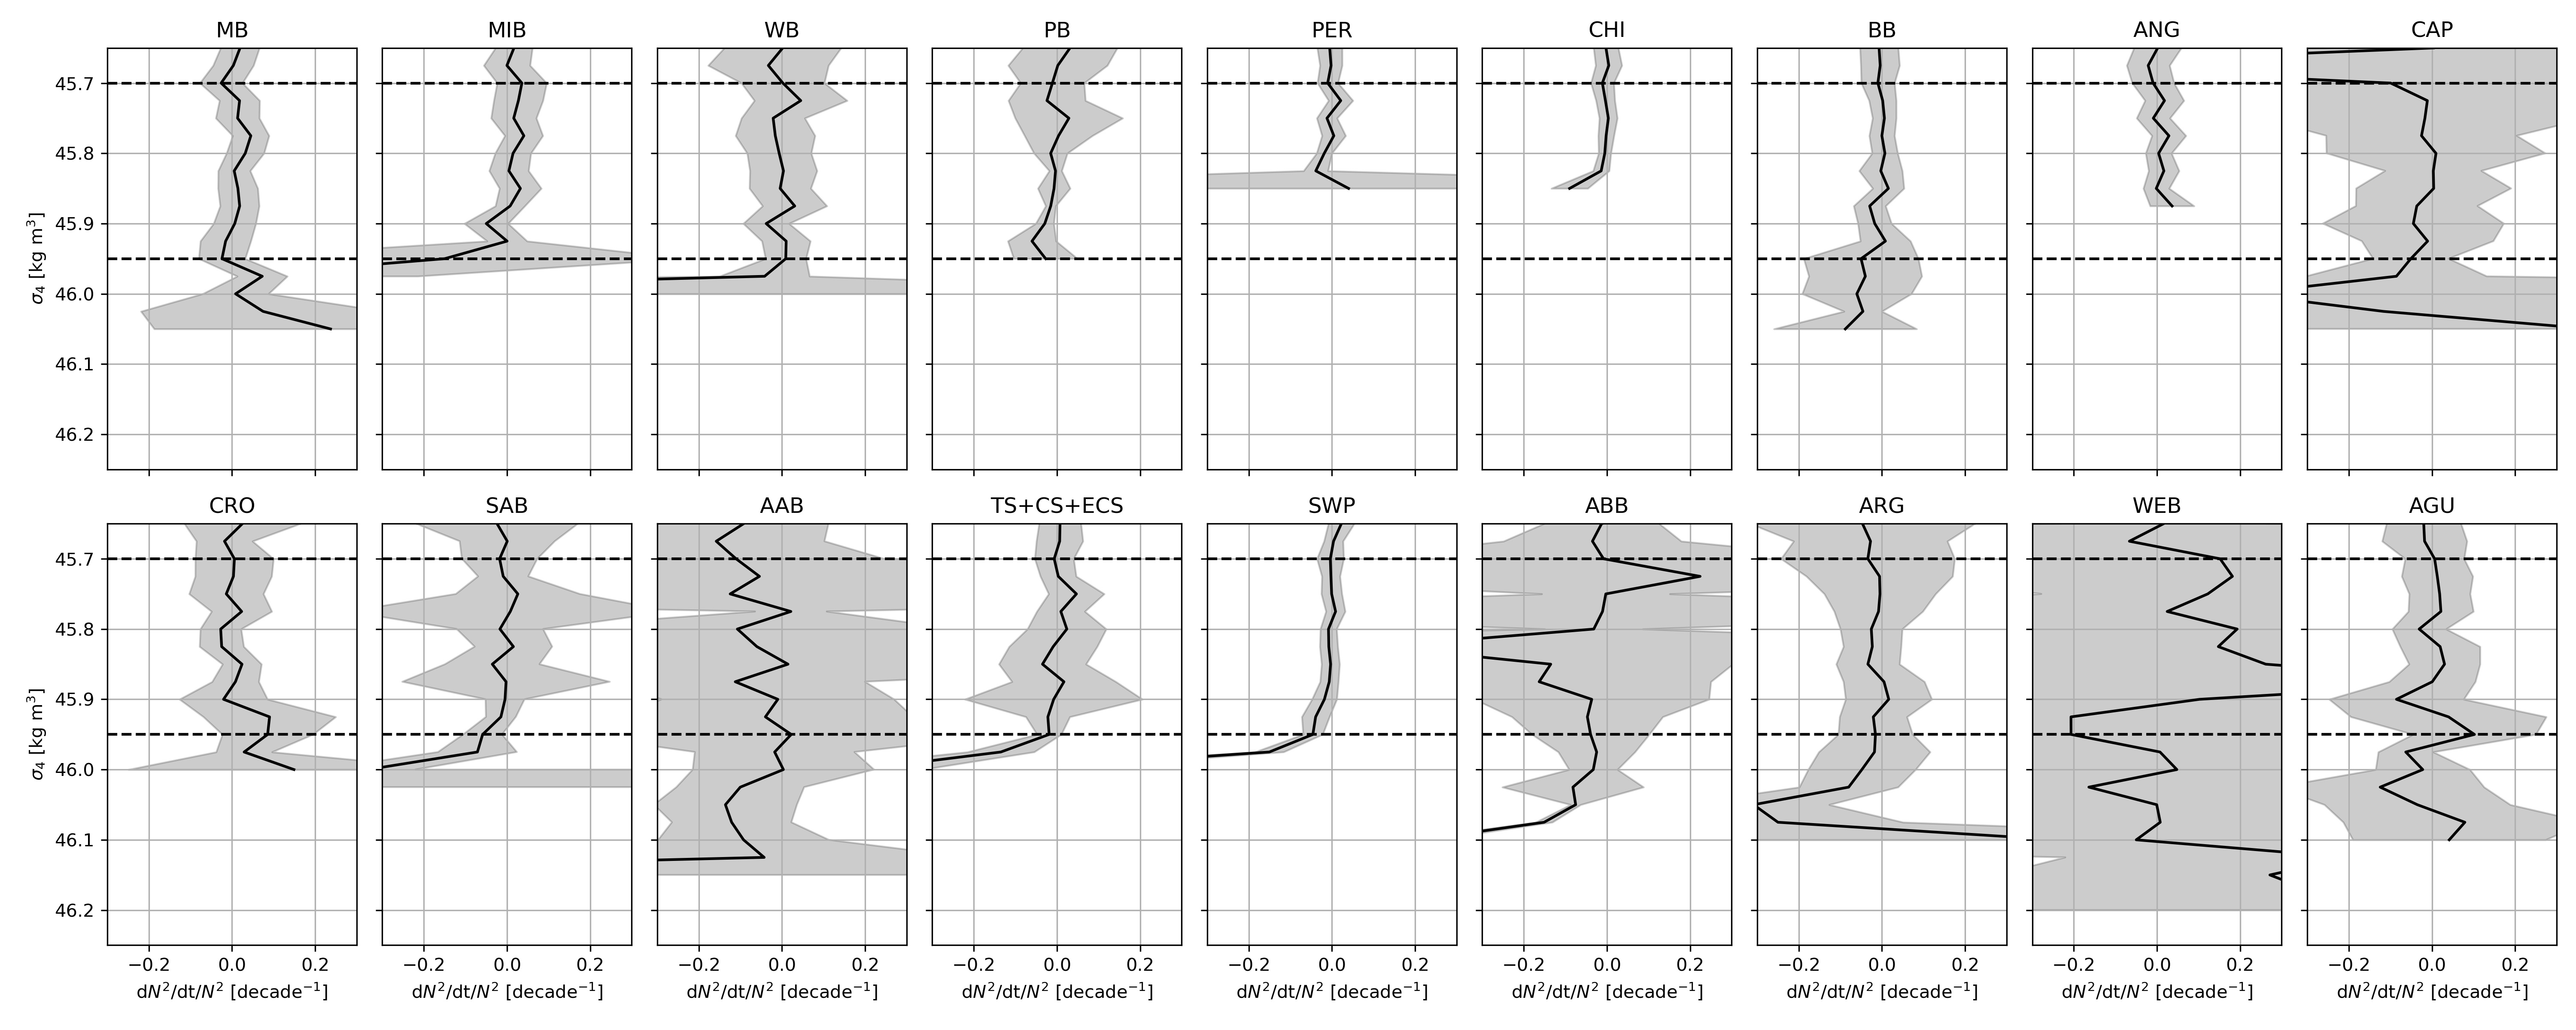 MB MIB WB PB PER CHI BB ANG CAP
45.7
45.8
45.9
46.0
46.1
46.2
σ₄ [kg m³]
CRO SAB AAB TS+CS+ECS SWP ABB ARG WEB AGU
45.7
45.8
45.9
46.0
46.1
46.2
σ₄ [kg m³]
−0.2 0.0 0.2 −0.2 0.0 0.2 −0.2 0.0 0.2 −0.2 0.0 0.2 −0.2 0.0 0.2 −0.2 0.0 0.2 −0.2 0.0 0.2 −0.2 0.0 0.2 −0.2 0.0 0.2
dN²/dt/N² [decade⁻¹] dN²/dt/N² [decade⁻¹] dN²/dt/N² [decade⁻¹] dN²/dt/N² [decade⁻¹] dN²/dt/N² [decade⁻¹] dN²/dt/N² [decade⁻¹] dN²/dt/N² [decade⁻¹] dN²/dt/N² [decade⁻¹] dN²/dt/N² [decade⁻¹]